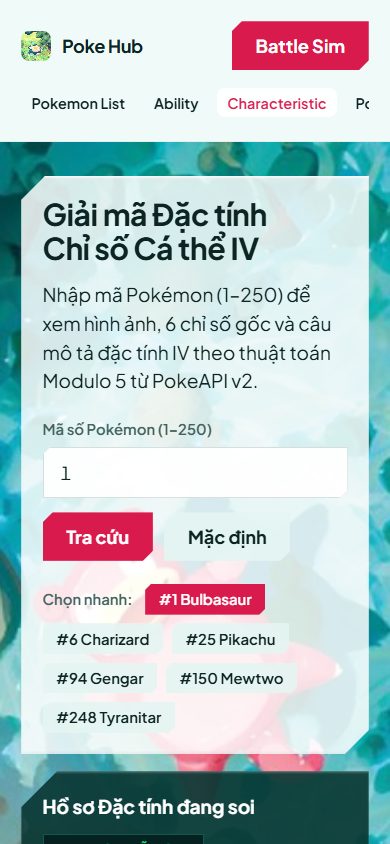 Poke Hub
Battle Sim
Pokemon List
Ability
Characteristic
Giải mã Đặc tính
Chỉ số Cá thể IV
Nhập mã Pokémon (1–250) để
xem hình ảnh, 6 chỉ số gốc và câu
mô tả đặc tính IV theo thuật toán
Modulo 5 từ PokeAPI v2.
Mã số Pokémon (1–250)
1
Tra cứu
Mặc định
Chọn nhanh:
#1 Bulbasaur
#6 Charizard
#25 Pikachu
#94 Gengar
#150 Mewtwo
#248 Tyranitar
Hồ sơ Đặc tính đang soi